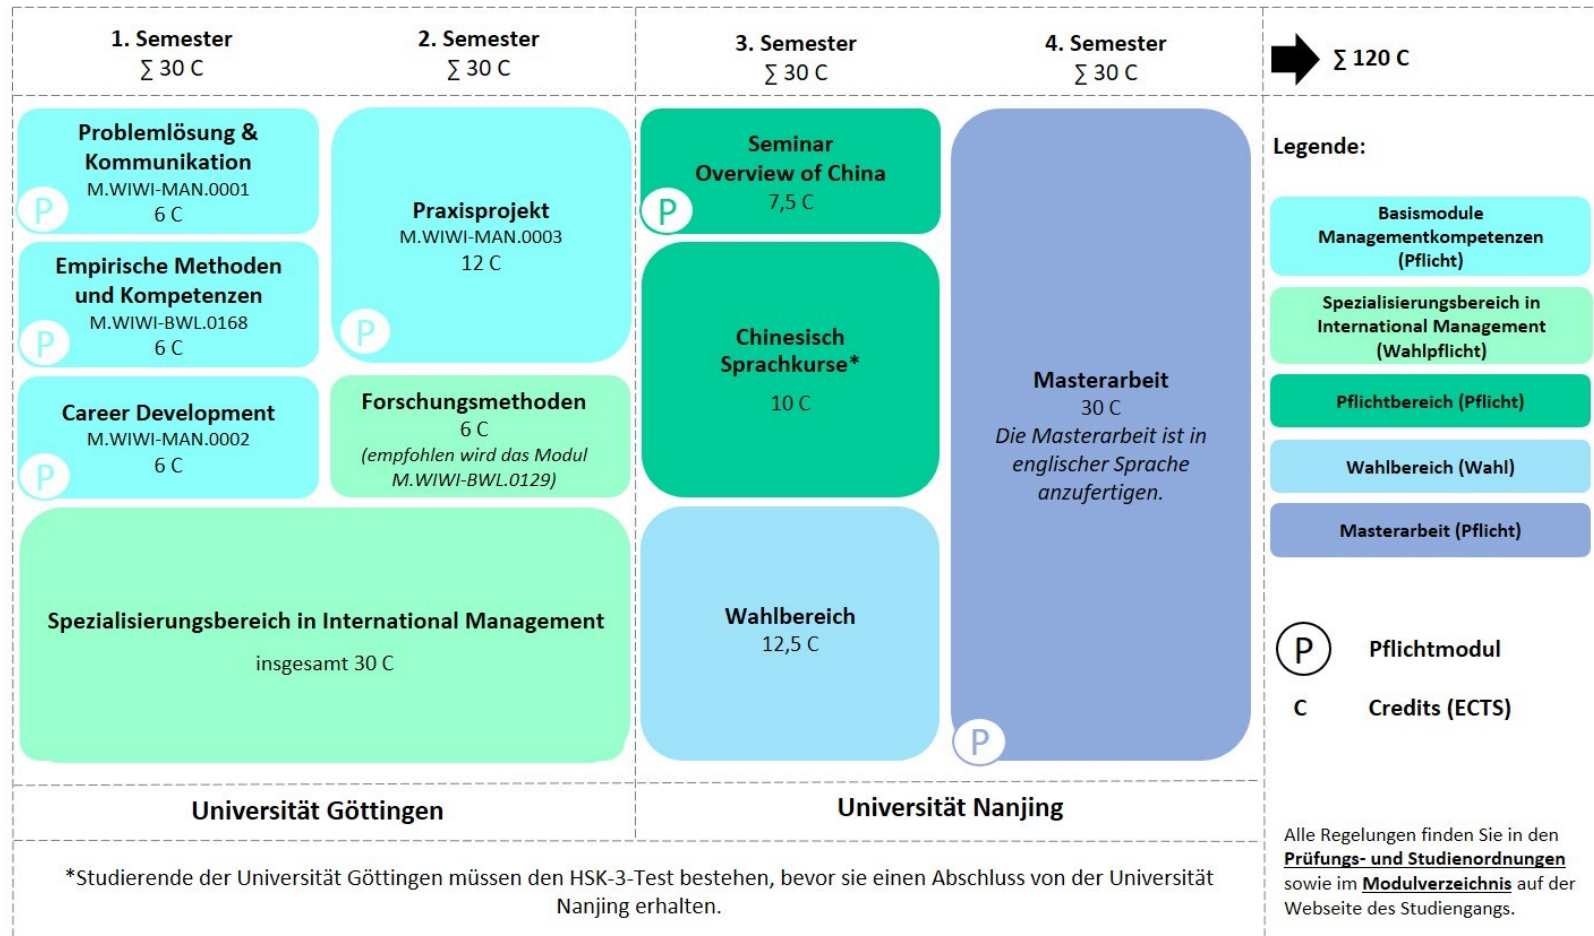 1. Semester
∑ 30 C
2. Semester
∑ 30 C
3. Semester
∑ 30 C
4. Semester
∑ 30 C
∑ 120 C
Problemlösung &
Kommunikation
M.WIWI-MAN.0001
6 C
P
Empirische Methoden
und Kompetenzen
M.WIWI-BWL.0168
6 C
P
Career Development
M.WIWI-MAN.0002
6 C
P
Praxisprojekt
M.WIWI-MAN.0003
12 C
P
Forschungsmethoden
6 C
(empfohlen wird das Modul
M.WIWI-BWL.0129)
Spezialisierungsbereich in International Management
insgesamt 30 C
Seminar
Overview of China
7,5 C
P
Chinesisch
Sprachkurse*
10 C
Wahlbereich
12,5 C
Masterarbeit
30 C
Die Masterarbeit ist in
englischer Sprache
anzufertigen.
P
Universität Göttingen
Universität Nanjing
*Studierende der Universität Göttingen müssen den HSK-3-Test bestehen, bevor sie einen Abschluss von der Universität
Nanjing erhalten.
Legende:
Basismodule
Managementkompetenzen
(Pflicht)
Spezialisierungsbereich in
International Management
(Wahlpflicht)
Pflichtbereich (Pflicht)
Wahlbereich (Wahl)
Masterarbeit (Pflicht)
P Pflichtmodul
C Credits (ECTS)
Alle Regelungen finden Sie in den
Prüfungs- und Studienordnungen
sowie im Modulverzeichnis auf der
Webseite des Studiengangs.